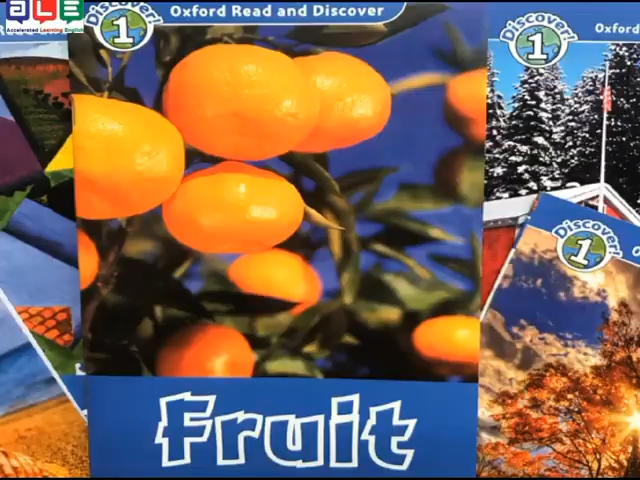 ALE
Accelerated Learning English
Discover!
1
Oxford Read and Discover
Discover!
1
Oxford
Discover!
1
Fruit